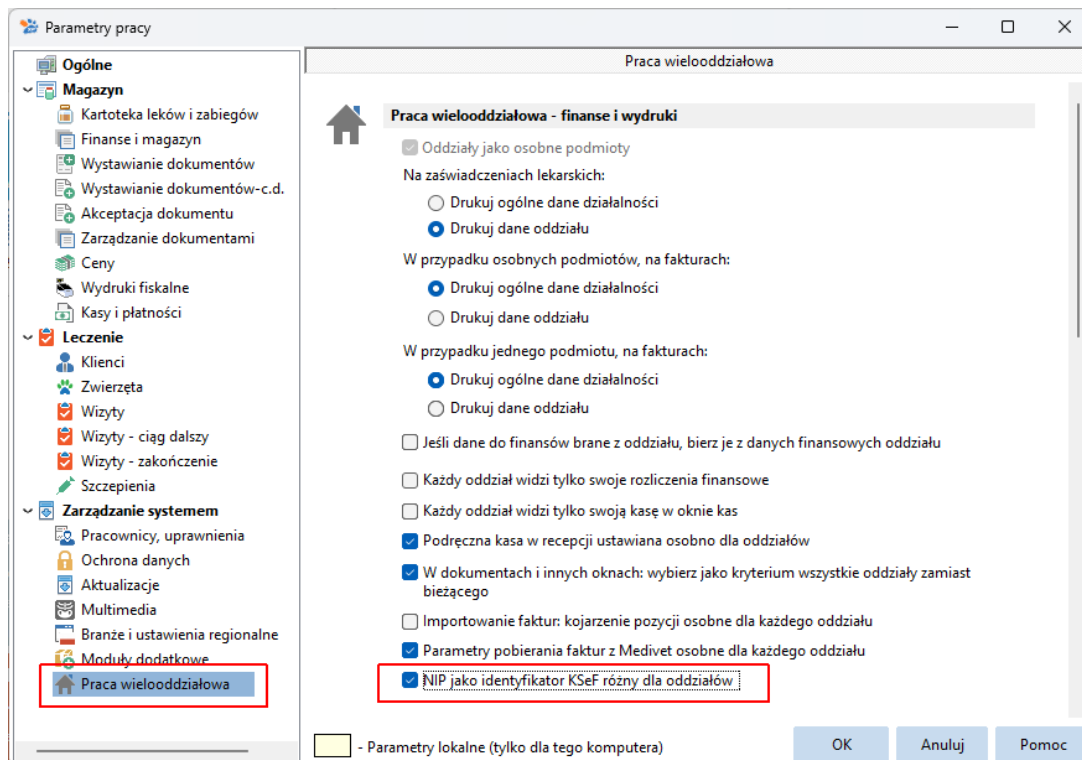 Parametry pracy
Ogólne
Magazyn
Kartoteka leków i zabiegów
Finanse i magazyn
Wystawianie dokumentów
Wystawianie dokumentów-c.d.
Akceptacja dokumentu
Zarządzanie dokumentami
Ceny
Wydruki fiskalne
Kasy i płatności
Leczenie
Klienci
Zwierzęta
Wizyty
Wizyty - ciąg dalszy
Wizyty - zakończenie
Szczepienia
Zarządzanie systemem
Pracownicy, uprawnienia
Ochrona danych
Aktualizacje
Multimedia
Branże i ustawienia regionalne
Moduły dodatkowe
Praca wielooddziałowa
Praca wielooddziałowa
Praca wielooddziałowa - finanse i wydruki
Oddziały jako osobne podmioty
Na zaświadczeniach lekarskich:
Drukuj ogólne dane działalności
Drukuj dane oddziału
W przypadku osobnych podmiotów, na fakturach:
Drukuj ogólne dane działalności
Drukuj dane oddziału
W przypadku jednego podmiotu, na fakturach:
Drukuj ogólne dane działalności
Drukuj dane oddziału
Jeśli dane do finansów brane z oddziału, bierz je z danych finansowych oddziału
Każdy oddział widzi tylko swoje rozliczenia finansowe
Każdy oddział widzi tylko swoją kasę w oknie kas
Podręczna kasa w recepcji ustawiana osobno dla oddziałów
W dokumentach i innych oknach: wybierz jako kryterium wszystkie oddziały zamiast
bieżącego
Importowanie faktur: kojarzenie pozycji osobne dla każdego oddziału
Parametry pobierania faktur z Medivet osobne dla każdego oddziału
NIP jako identyfikator KSeF różny dla oddziałów
- Parametry lokalne (tylko dla tego komputera)
OK
Anuluj
Pomoc